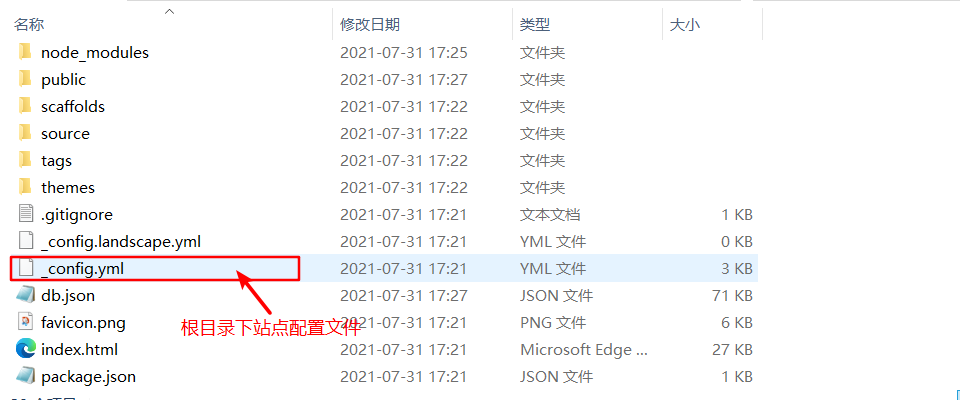 名称 修改日期 类型 大小
node_modules 2021-07-31 17:25 文件夹
public 2021-07-31 17:27 文件夹
scaffolds 2021-07-31 17:22 文件夹
source 2021-07-31 17:22 文件夹
tags 2021-07-31 17:22 文件夹
themes 2021-07-31 17:22 文件夹
.gitignore 2021-07-31 17:21 文本文档 1 KB
_config.landscape.yml 2021-07-31 17:21 YML 文件 0 KB
_config.yml 2021-07-31 17:21 YML 文件 3 KB
db.json 2021-07-31 17:27 JSON 文件 71 KB
favicon.png 2021-07-31 17:21 PNG 文件 6 KB
根目录下站点配置文件
index.html 2021-07-31 17:21 Microsoft Edge ... 27 KB
package.json 2021-07-31 17:21 JSON 文件 1 KB